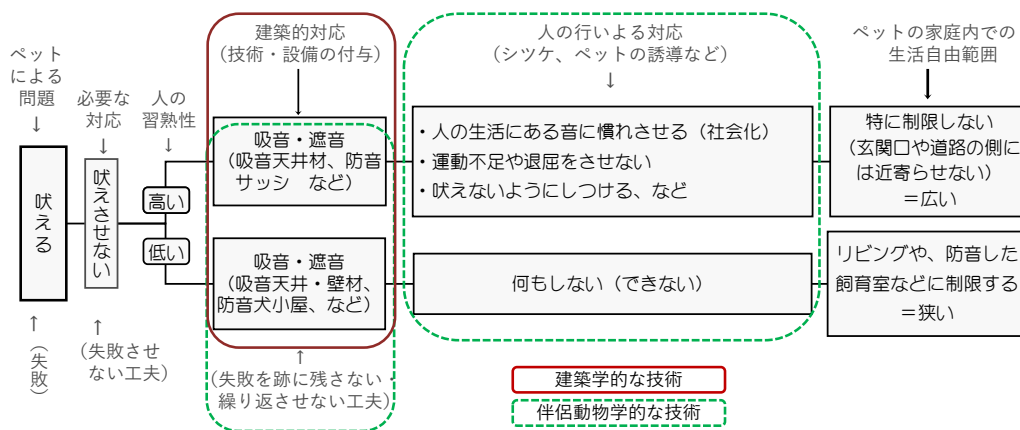 ペット
による
問題
↓
必要な
対応
↓
人の
習熟性
↓
建築的対応
(技術・設備の付与)
人の行いよる対応
(シツケ、ペットの誘導など)
↓
ペットの家庭内での
生活自由範囲
吠える
吠えさせない
高い
低い
吸音・遮音
(吸音天井材、防音
サッシ など)
・人の生活にある音に慣れさせる(社会化)
・運動不足や退屈をさせない
・吠えないようにしつける、など
特に制限しない
(玄関口や道路の側に
は近寄らせない)
=広い
吸音・遮音
(吸音天井・壁材、
防音犬小屋、など)
何もしない(できない)
リビングや、防音した
飼育室などに制限する
=狭い
↑
(失敗)
↑
(失敗させ
ない工夫)
↑
(失敗を跡に残さない・
繰り返させない工夫)
建築学的な技術
伴侶動物学的な技術